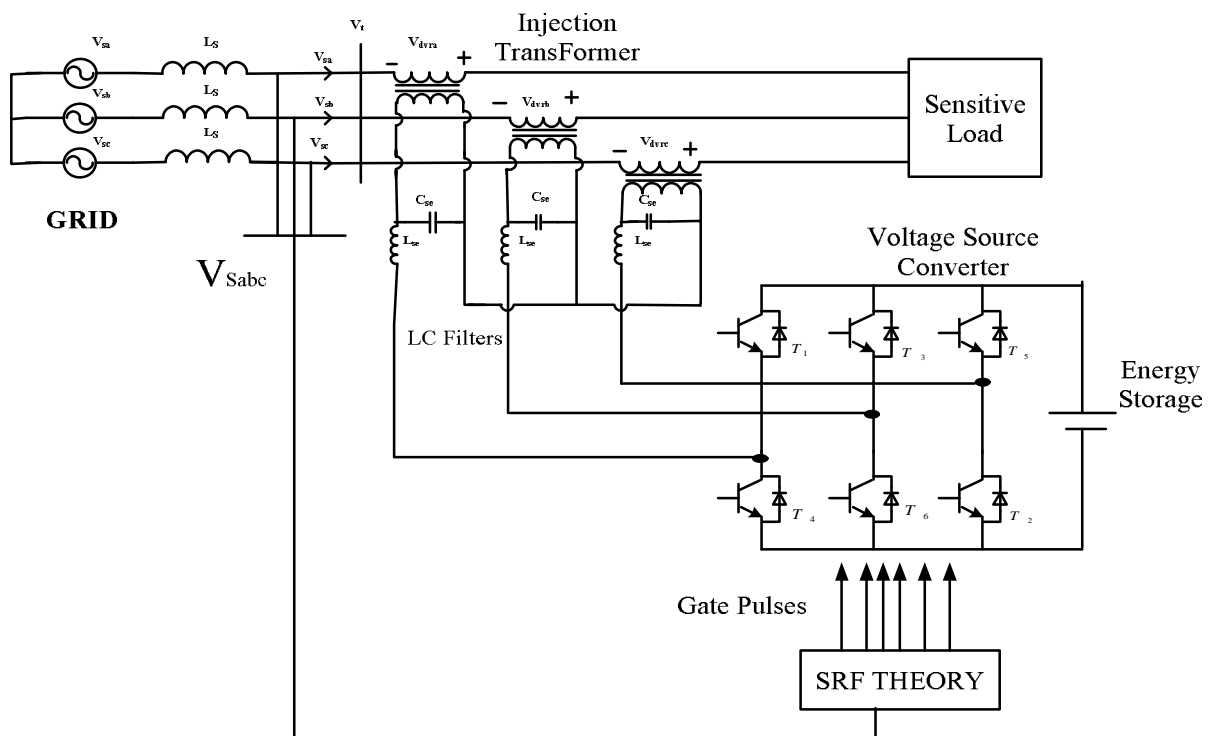 Vt
Injection
TransFormer
Vsa
LS
Vsa
Vdvra
− +
Vsb
LS
Vsb
Vdvrb
− +
Sensitive
Load
Vsc
LS
Vsc
Vdvrc
− +
GRID
Cse
Cse
Cse
Lse
Lse
Lse
VSabc
Voltage Source
Converter
LC Filters
T1
T3
T5
Energy
Storage
T4
T6
T2
Gate Pulses
SRF THEORY